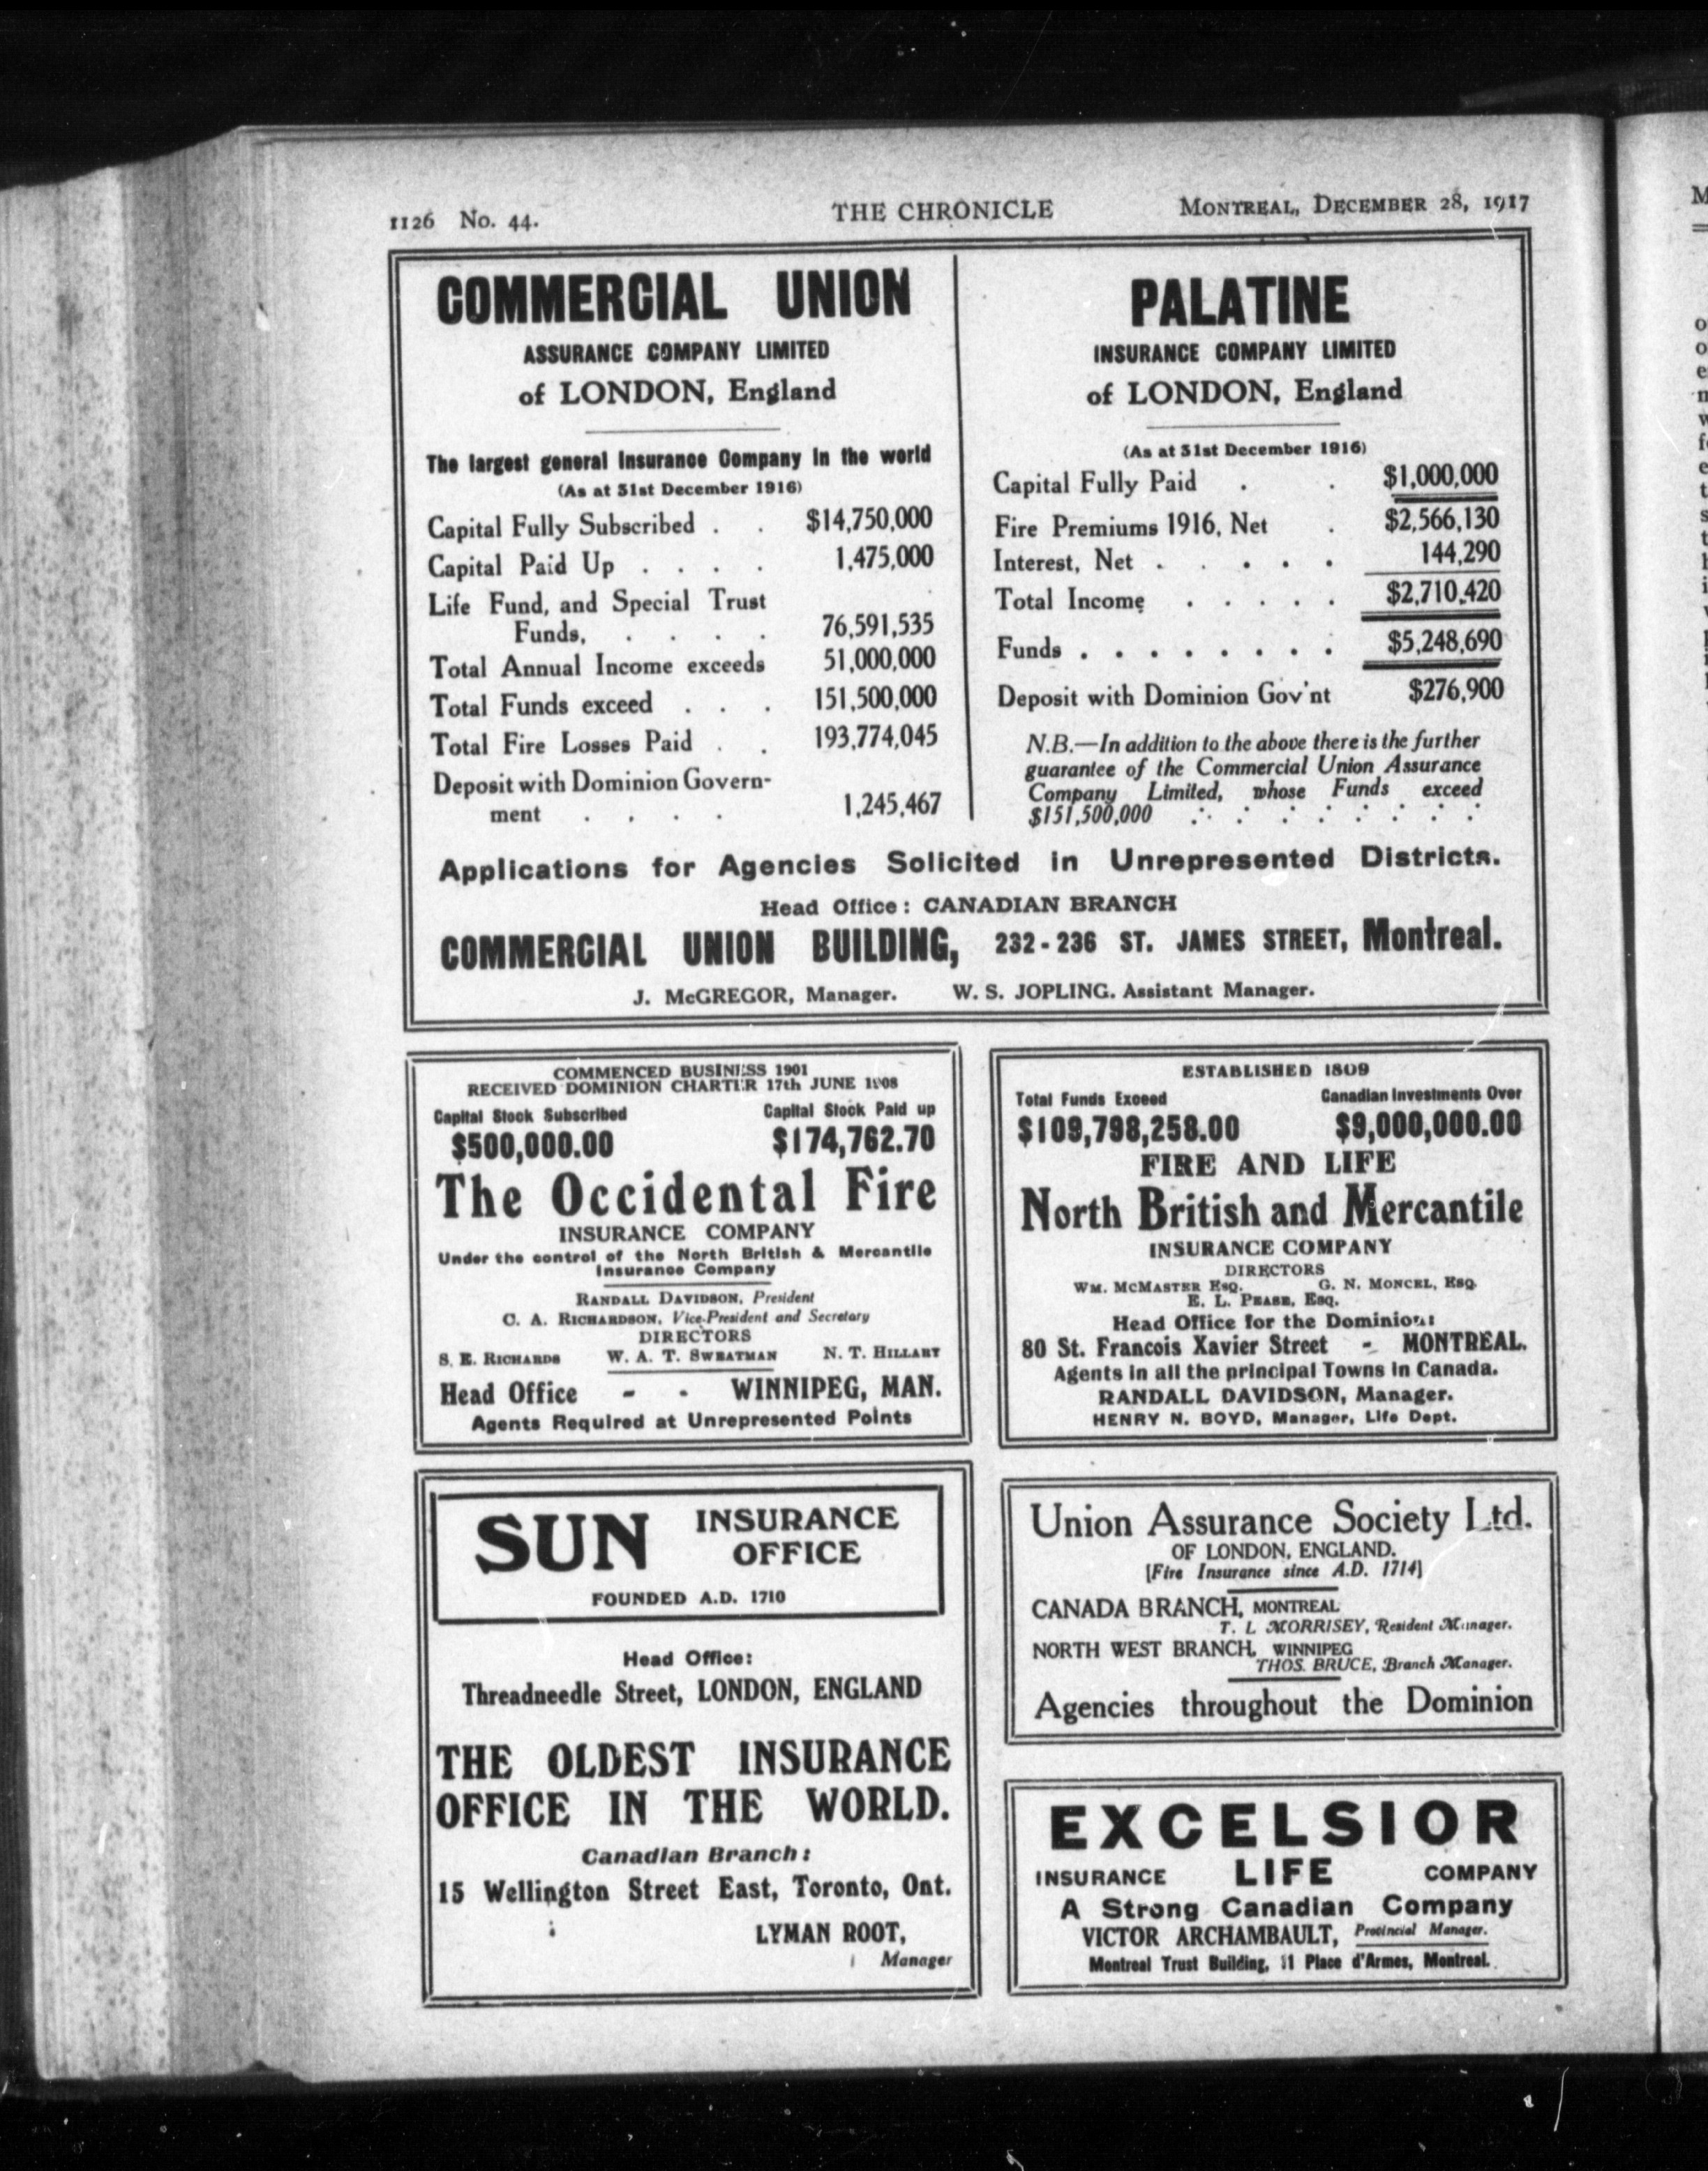 1126 No. 44.
THE CHRONICLE
MONTREAL, DECEMBER 28, 1917
COMMERCIAL UNION
ASSURANCE COMPANY LIMITED
of LONDON, England
The largest general Insurance Company in the world
(As at 31st December 1916)
Capital Fully Subscribed . . $14,750,000
Capital Paid Up . . . . 1,475,000
Life Fund, and Special Trust
Funds, . . . . 76,591,535
Total Annual Income exceeds 51,000,000
Total Funds exceed . . . 151,500,000
Total Fire Losses Paid . . 193,774,045
Deposit with Dominion Govern-
ment . . . . 1,245,467
PALATINE
INSURANCE COMPANY LIMITED
of LONDON, England
(As at 31st December 1916)
Capital Fully Paid . . $1,000,000
Fire Premiums 1916, Net . $2,566,130
Interest, Net . . . . . 144,290
Total Income . . . . . $2,710,420
Funds . . . . . . . . $5,248,690
Deposit with Dominion Gov'nt $276,900
N.B.—In addition to the above there is the further
guarantee of the Commercial Union Assurance
Company Limited, whose Funds exceed
$151,500,000
Applications for Agencies Solicited in Unrepresented Districts.
Head Office: CANADIAN BRANCH
COMMERCIAL UNION BUILDING, 232-236 ST. JAMES STREET, Montreal.
J. McGREGOR, Manager. W. S. JOPLING. Assistant Manager.
COMMENCED BUSINESS 1901
RECEIVED DOMINION CHARTER 17th JUNE 1908
Capital Stock Subscribed Capital Stock Paid up
$500,000.00 $174,762.70
The Occidental Fire
INSURANCE COMPANY
Under the control of the North British & Mercantile
Insurance Company
RANDALL DAVIDSON, President
C. A. RICHARDSON, Vice-President and Secretary
DIRECTORS
S. E. RICHARDS W. A. T. SWEATMAN N. T. HILLARY
Head Office - - WINNIPEG, MAN.
Agents Required at Unrepresented Points
ESTABLISHED 1809
Total Funds Exceed Canadian Investments Over
$109,798,258.00 $9,000,000.00
FIRE AND LIFE
North British and Mercantile
INSURANCE COMPANY
DIRECTORS
WM. MCMASTER ESQ. G. N. MONCEL, ESQ.
E. L. PEASE, ESQ.
Head Office for the Dominion:
80 St. Francois Xavier Street - MONTREAL.
Agents in all the principal Towns in Canada.
RANDALL DAVIDSON, Manager.
HENRY N. BOYD, Manager, Life Dept.
SUN INSURANCE
OFFICE
FOUNDED A.D. 1710
Head Office:
Threadneedle Street, LONDON, ENGLAND
THE OLDEST INSURANCE
OFFICE IN THE WORLD.
Canadian Branch:
15 Wellington Street East, Toronto, Ont.
LYMAN ROOT,
Manager
Union Assurance Society Ltd.
OF LONDON, ENGLAND.
[Fire Insurance since A.D. 1714]
CANADA BRANCH, MONTREAL
T. L. MORRISEY, Resident Manager.
NORTH WEST BRANCH, WINNIPEG
THOS. BRUCE, Branch Manager.
Agencies throughout the Dominion
EXCELSIOR
INSURANCE LIFE COMPANY
A Strong Canadian Company
VICTOR ARCHAMBAULT, Provincial Manager.
Montreal Trust Building, 11 Place d'Armes, Montreal.